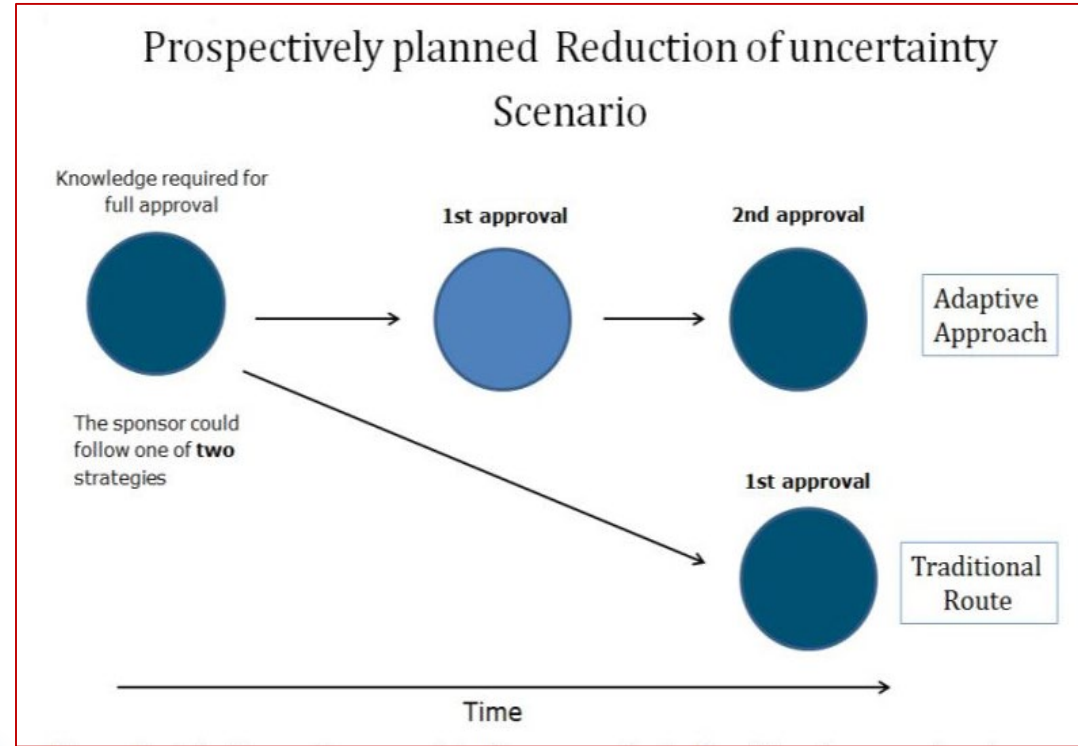 Prospectively planned Reduction of uncertainty
Scenario
Knowledge required for
full approval
1st approval
2nd approval
Adaptive
Approach
The sponsor could
follow one of two
strategies
1st approval
Traditional
Route
Time